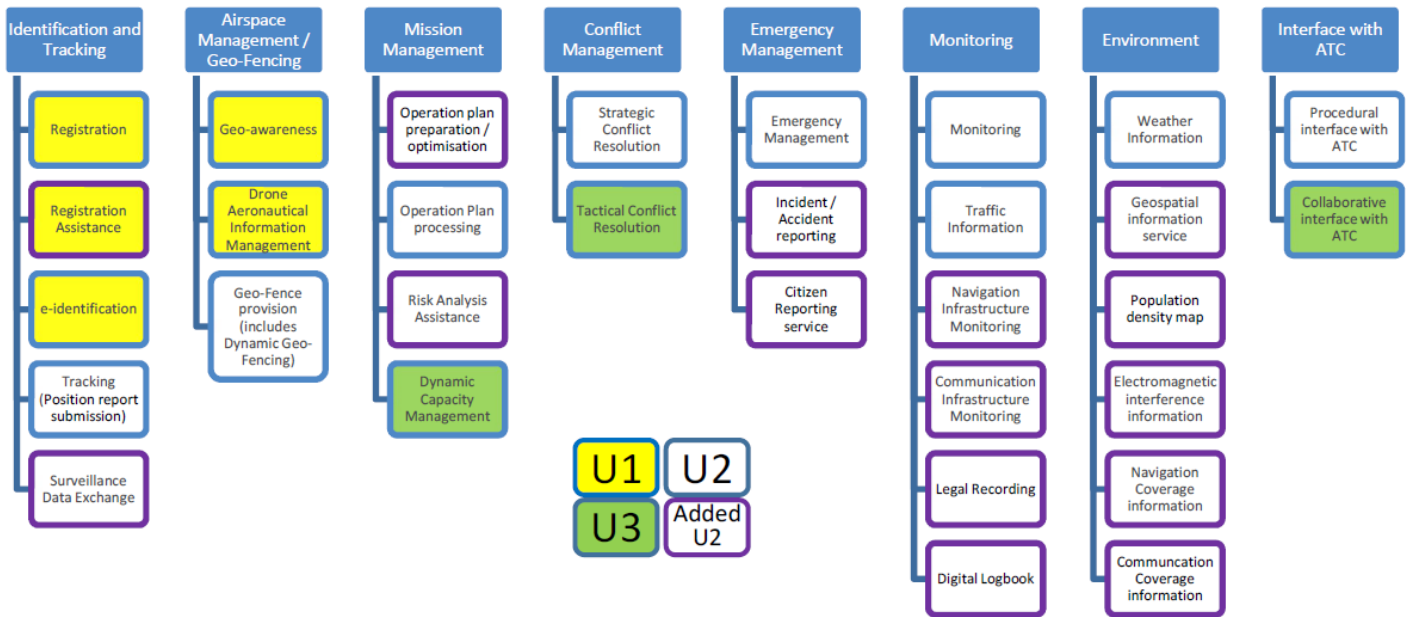 Identification and
Tracking
Registration
Registration
Assistance
e-identification
Tracking
(Position report
submission)
Surveillance
Data Exchange
Airspace
Management /
Geo-Fencing
Geo-awareness
Drone
Aeronautical
Information
Management
Geo-Fence
provision
(includes
Dynamic Geo-
Fencing)
Mission
Management
Operation plan
preparation /
optimisation
Operation Plan
processing
Risk Analysis
Assistance
Dynamic
Capacity
Management
Conflict
Management
Strategic
Conflict
Resolution
Tactical Conflict
Resolution
Emergency
Management
Emergency
Management
Incident /
Accident
reporting
Citizen
Reporting
service
Monitoring
Monitoring
Traffic
Information
Navigation
Infrastructure
Monitoring
Communication
Infrastructure
Monitoring
Legal Recording
Digital Logbook
Environment
Weather
Information
Geospatial
information
service
Population
density map
Electromagnetic
interference
information
Navigation
Coverage
information
Communcation
Coverage
information
Interface with
ATC
Procedural
interface with
ATC
Collaborative
interface with
ATC
U1
U2
U3
Added
U2